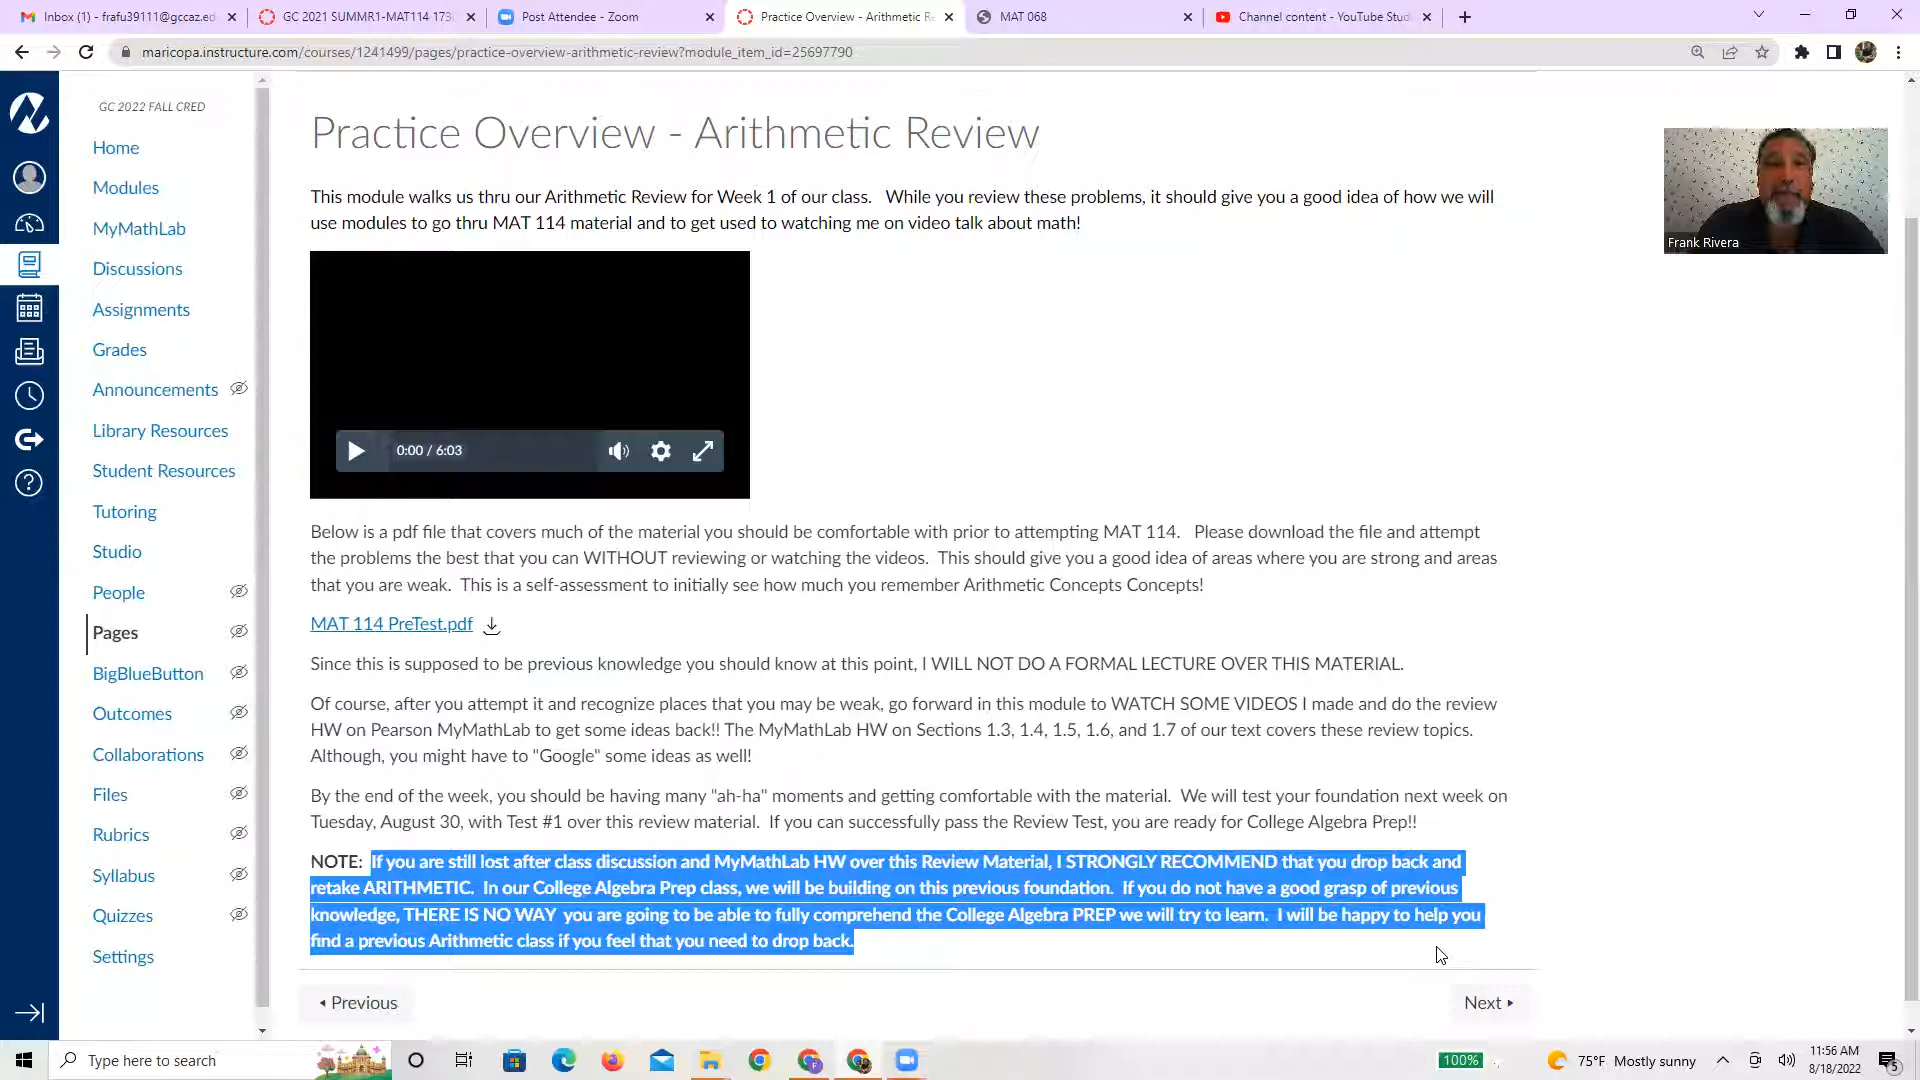 Inbox (1) - frafu39111@gccaz.ed
GC 2021 SUMMR1-MAT114 173
Post Attendee - Zoom
Practice Overview - Arithmetic Re
MAT 068
Channel content - YouTube Stud
maricopa.instructure.com/courses/1241499/pages/practice-overview-arithmetic-review?module_item_id=25697790
GC 2022 FALL CRED
Home
Modules
MyMathLab
Discussions
Assignments
Grades
Announcements
Library Resources
Student Resources
Tutoring
Studio
People
Pages
BigBlueButton
Outcomes
Collaborations
Files
Rubrics
Syllabus
Quizzes
Settings
Practice Overview - Arithmetic Review
This module walks us thru our Arithmetic Review for Week 1 of our class.   While you review these problems, it should give you a good idea of how we will
use modules to go thru MAT 114 material and to get used to watching me on video talk about math!
0:00 / 6:03
Below is a pdf file that covers much of the material you should be comfortable with prior to attempting MAT 114.   Please download the file and attempt
the problems the best that you can WITHOUT reviewing or watching the videos.  This should give you a good idea of areas where you are strong and areas
that you are weak.  This is a self-assessment to initially see how much you remember Arithmetic Concepts Concepts!
MAT 114 PreTest.pdf
Since this is supposed to be previous knowledge you should know at this point, I WILL NOT DO A FORMAL LECTURE OVER THIS MATERIAL.
Of course, after you attempt it and recognize places that you may be weak, go forward in this module to WATCH SOME VIDEOS I made and do the review
HW on Pearson MyMathLab to get some ideas back!! The MyMathLab HW on Sections 1.3, 1.4, 1.5, 1.6, and 1.7 of our text covers these review topics.
Although, you might have to "Google" some ideas as well!
By the end of the week, you should be having many "ah-ha" moments and getting comfortable with the material.  We will test your foundation next week on
Tuesday, August 30, with Test #1 over this review material.  If you can successfully pass the Review Test, you are ready for College Algebra Prep!!
NOTE:  If you are still lost after class discussion and MyMathLab HW over this Review Material, I STRONGLY RECOMMEND that you drop back and
retake ARITHMETIC.  In our College Algebra Prep class, we will be building on this previous foundation.  If you do not have a good grasp of previous
knowledge, THERE IS NO WAY  you are going to be able to fully comprehend the College Algebra PREP we will try to learn.  I will be happy to help you
find a previous Arithmetic class if you feel that you need to drop back.
Previous
Next
Frank Rivera
Type here to search
100%
75°F Mostly sunny
11:56 AM
8/18/2022
5